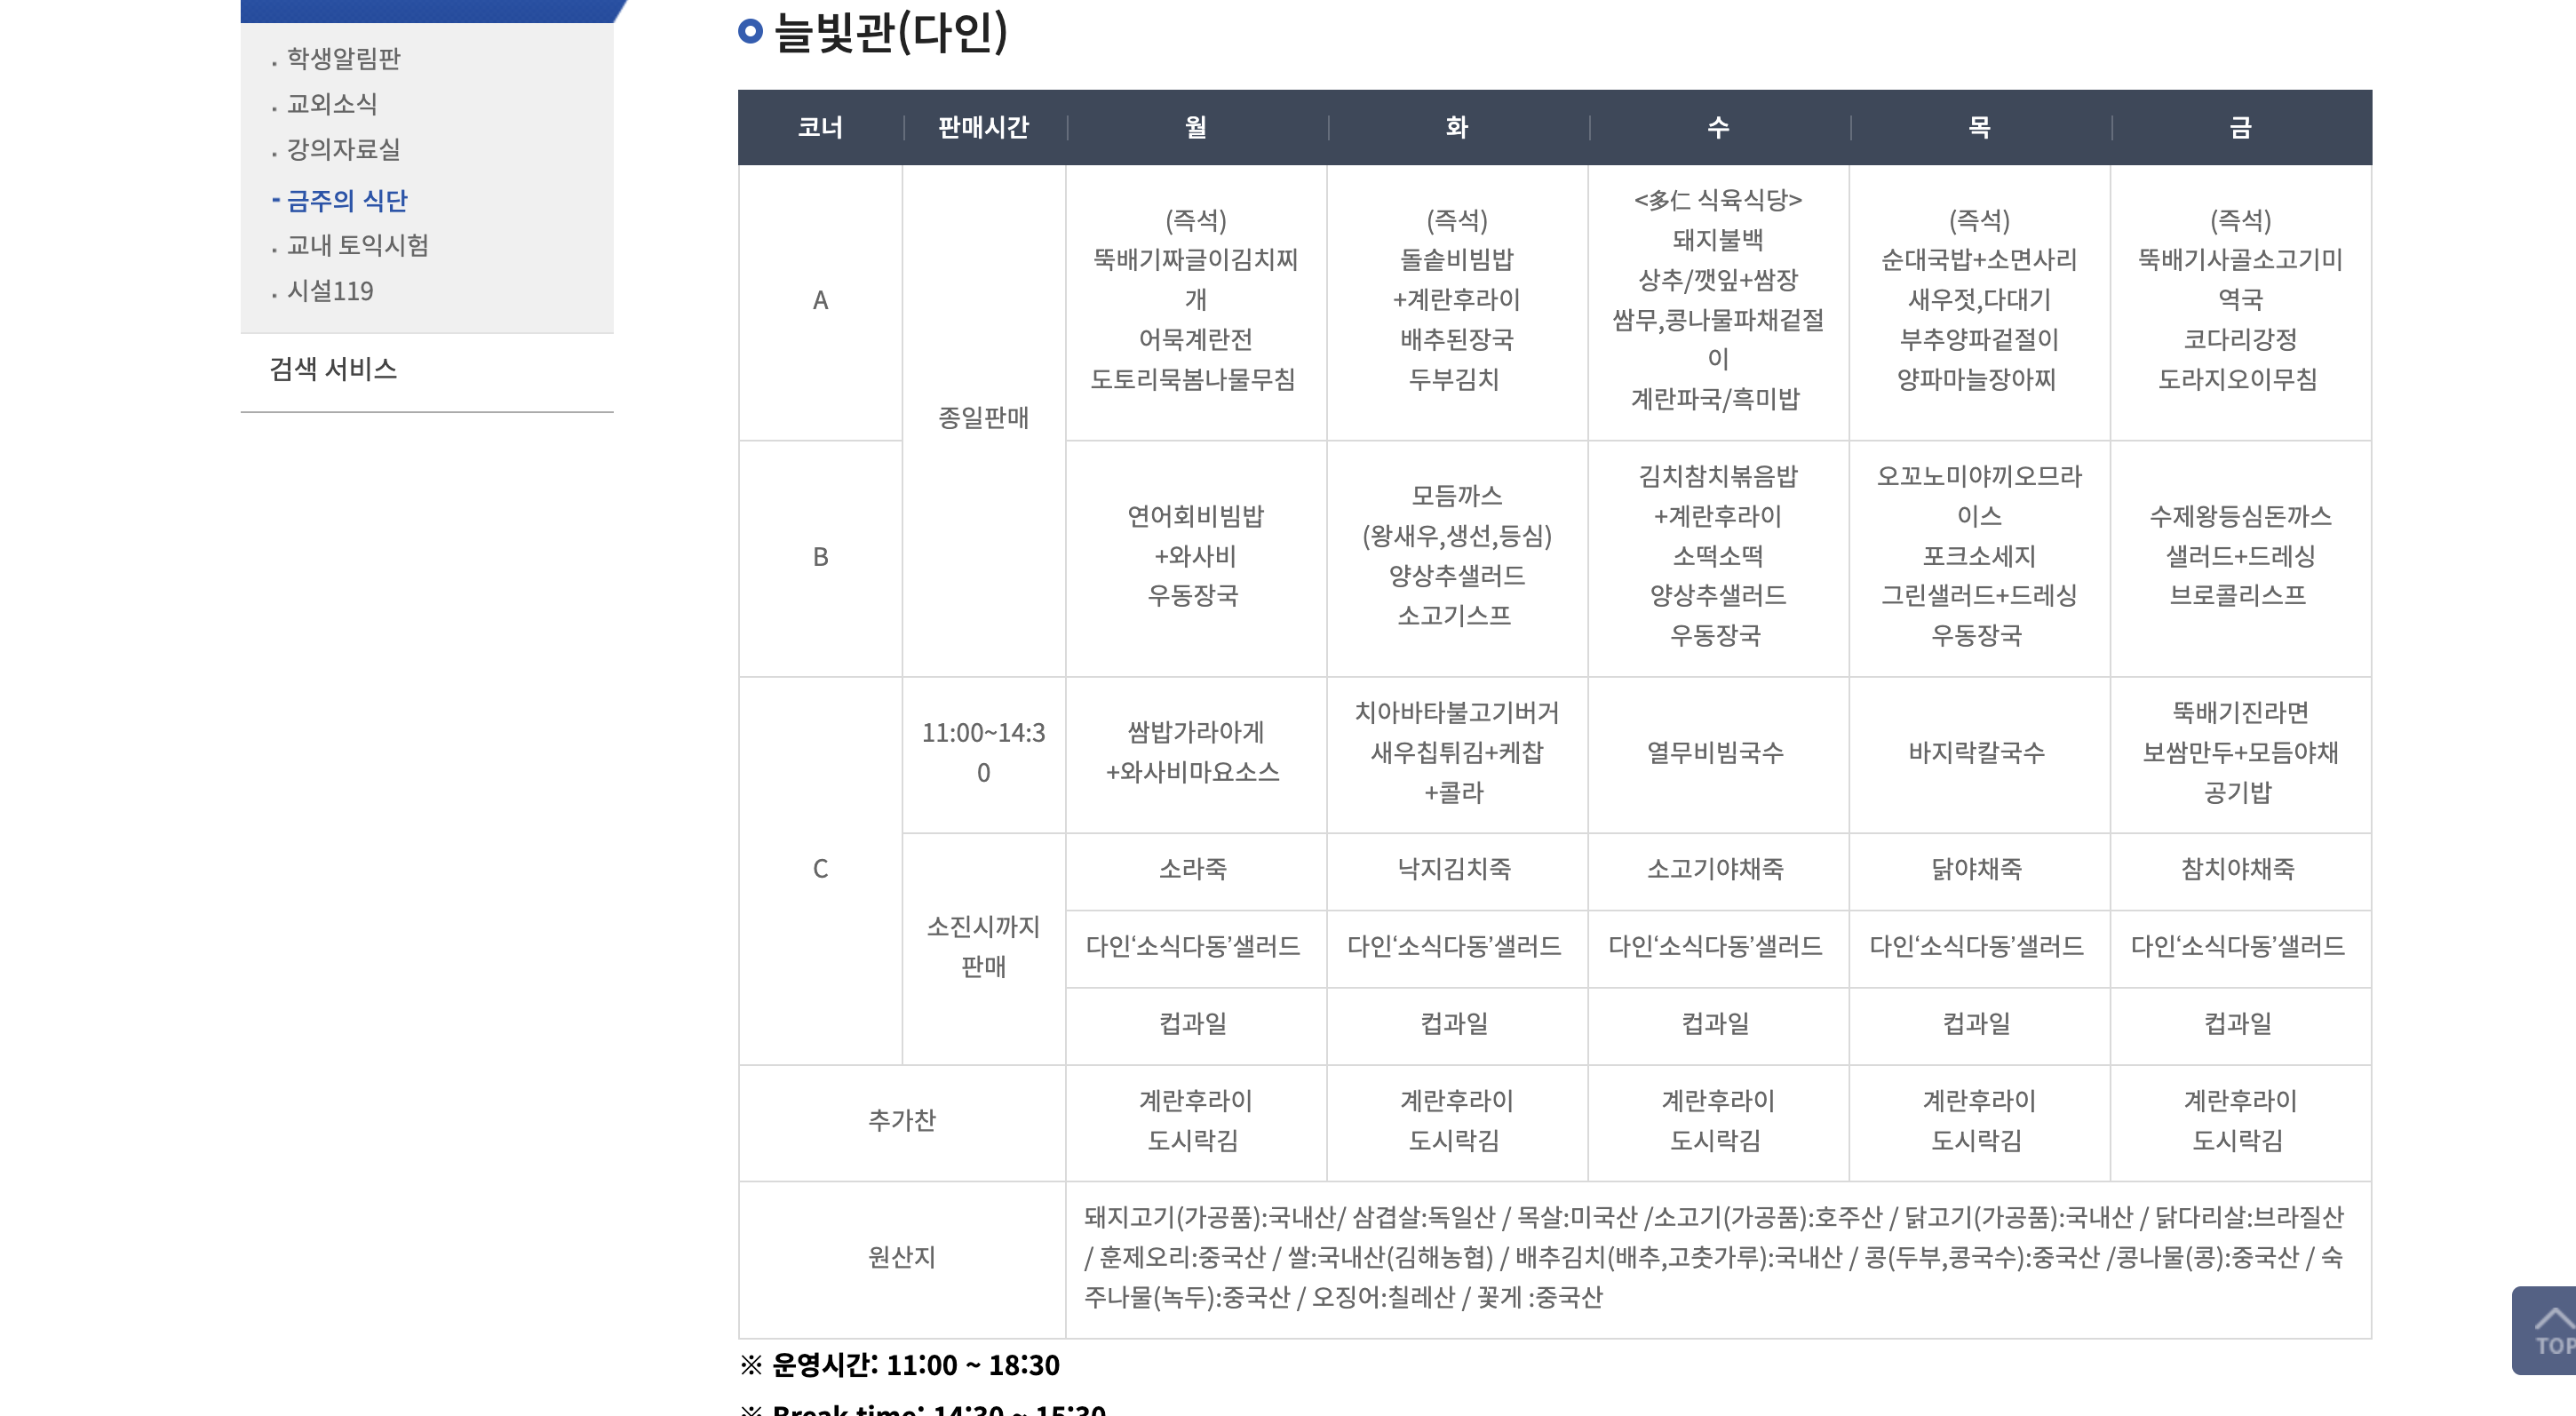 . 학생알림판
. 교외소식
. 강의자료실
- 금주의 식단
. 교내 토익시험
. 시설119
검색 서비스
늘빛관(다인)
코너 판매시간 월 화 수 목 금
A
종일판매
(즉석)
뚝배기짜글이김치찌
개
어묵계란전
도토리묵봄나물무침
(즉석)
돌솥비빔밥
+계란후라이
배추된장국
두부김치
<多仁 식육식당>
돼지불백
상추/깻잎+쌈장
쌈무,콩나물파채겉절
이
계란파국/흑미밥
(즉석)
순대국밥+소면사리
새우젓,다대기
부추양파겉절이
양파마늘장아찌
(즉석)
뚝배기사골소고기미
역국
코다리강정
도라지오이무침
B
연어회비빔밥
+와사비
우동장국
모듬까스
(왕새우,생선,등심)
양상추샐러드
소고기스프
김치참치볶음밥
+계란후라이
소떡소떡
양상추샐러드
우동장국
오꼬노미야끼오므라
이스
포크소세지
그린샐러드+드레싱
우동장국
수제왕등심돈까스
샐러드+드레싱
브로콜리스프
C
11:00~14:3
0
쌈밥가라아게
+와사비마요소스
치아바타불고기버거
새우칩튀김+케찹
+콜라
열무비빔국수
바지락칼국수
뚝배기진라면
보쌈만두+모듬야채
공기밥
소진시까지
판매
소라죽 낙지김치죽 소고기야채죽 닭야채죽 참치야채죽
다인‘소식다동’샐러드 다인‘소식다동’샐러드 다인‘소식다동’샐러드 다인‘소식다동’샐러드 다인‘소식다동’샐러드
컵과일 컵과일 컵과일 컵과일 컵과일
추가찬
계란후라이 계란후라이 계란후라이 계란후라이 계란후라이
도시락김 도시락김 도시락김 도시락김 도시락김
원산지
돼지고기(가공품):국내산/ 삼겹살:독일산 / 목살:미국산 /소고기(가공품):호주산 / 닭고기(가공품):국내산 / 닭다리살:브라질산
/ 훈제오리:중국산 / 쌀:국내산(김해농협) / 배추김치(배추,고춧가루):국내산 / 콩(두부,콩국수):중국산 /콩나물(콩):중국산 / 숙
주나물(녹두):중국산 / 오징어:칠레산 / 꽃게 :중국산
※ 운영시간: 11:00 ~ 18:30
※ Break time: 14:30 ~ 15:30
TOP